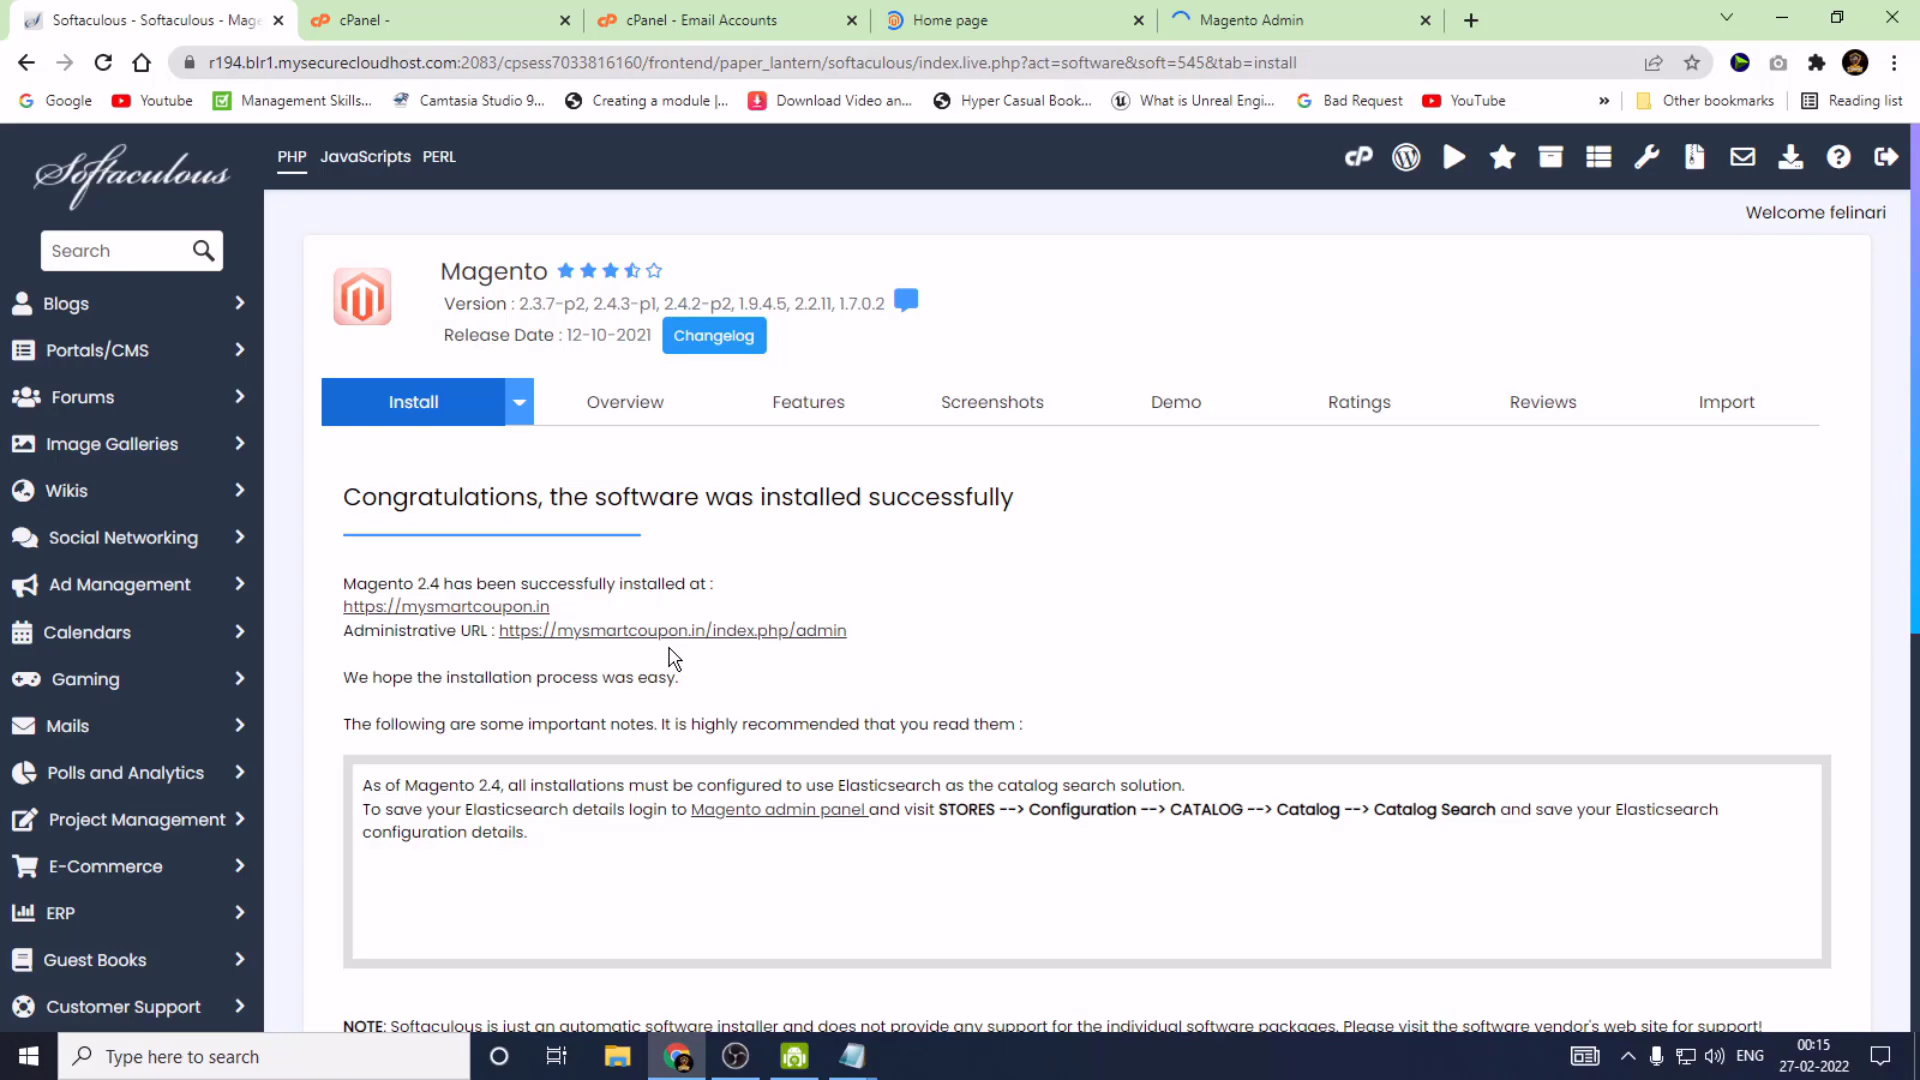 Softaculous - Softaculous - Mage
cPanel -
cPanel - Email Accounts
Home page
Magento Admin
r194.blr1.mysecurecloudhost.com:2083/cpsess7033816160/frontend/paper_lantern/softaculous/index.live.php?act=software&soft=545&tab=install
Google
Youtube
Management Skills...
Camtasia Studio 9...
Creating a module |...
Download Video an...
Hyper Casual Book...
What is Unreal Engi...
Bad Request
YouTube
»
Other bookmarks
Reading list
Softaculous
PHP JavaScripts PERL
Welcome felinari
Search
Blogs
Portals/CMS
Forums
Image Galleries
Wikis
Social Networking
Ad Management
Calendars
Gaming
Mails
Polls and Analytics
Project Management
E-Commerce
ERP
Guest Books
Customer Support
Magento
Version : 2.3.7-p2, 2.4.3-p1, 2.4.2-p2, 1.9.4.5, 2.2.11, 1.7.0.2
Release Date : 12-10-2021 Changelog
Install Overview Features Screenshots Demo Ratings Reviews Import
Congratulations, the software was installed successfully
Magento 2.4 has been successfully installed at :
https://mysmartcoupon.in
Administrative URL : https://mysmartcoupon.in/index.php/admin
We hope the installation process was easy.
The following are some important notes. It is highly recommended that you read them :
As of Magento 2.4, all installations must be configured to use Elasticsearch as the catalog search solution.
To save your Elasticsearch details login to Magento admin panel and visit STORES --> Configuration --> CATALOG --> Catalog --> Catalog Search and save your Elasticsearch
configuration details.
NOTE: Softaculous is just an automatic software installer and does not provide any support for the individual software packages. Please visit the software vendor's web site for support!
Type here to search
ENG
00:15
27-02-2022